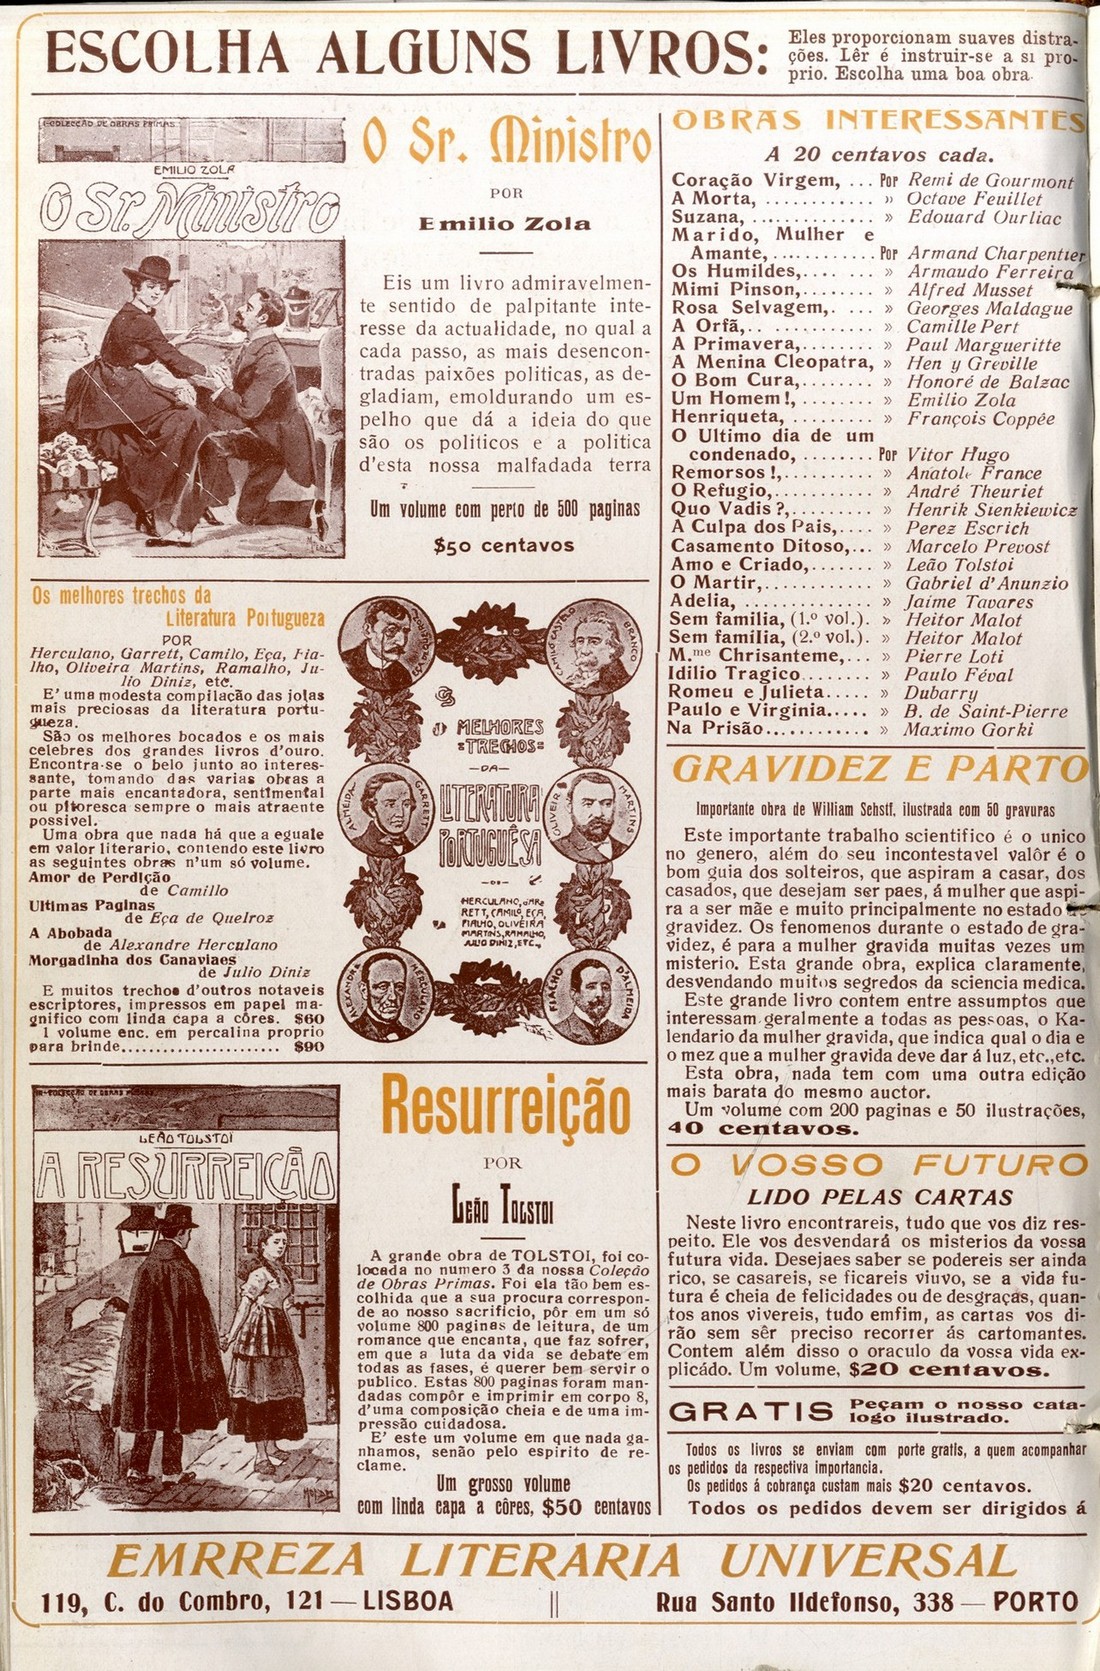 ESCOLHA ALGUNS LIVROS:
Eles proporcionam suaves distra-
ções. Lêr é instruir-se a si pro-
prio. Escolha uma boa obra.
I-COLECÇÃO DE OBRAS PRIMAS
EMILIO ZOLA
O Sr. Ministro
O Sr. Ministro
POR
Emilio Zola
Eis um livro admiravelmen-
te sentido de palpitante inte-
resse da actualidade, no qual a
cada passo, as mais desencon-
tradas paixões politicas, as de-
gladiam, emoldurando um es-
pelho que dá a ideia do que
são os politicos e a politica
d'esta nossa malfadada terra
Um volume com perto de 500 paginas
$50 centavos
Os melhores trechos da
Literatura Portugueza
POR
Herculano, Garrett, Camilo, Eça, Fia-
lho, Oliveira Martins, Ramalho, Ju-
lio Diniz, etc.
E' uma modesta compilacão das joias
mais preciosas da literatura portu-
gueza.
São os melhores bocados e os mais
celebres dos grandes livros d'ouro.
Encontra-se o belo junto ao interes-
sante, tomando das varias obras a
parte mais encantadora, sentimental
ou pitoresca sempre o mais atraente
possivel.
Uma obra que nada há que a eguale
em valor literario, contendo este livro
as seguintes obras n'um só volume.
Amor de Perdição
de Camillo
Ultimas Paginas
de Eça de Queiroz
A Abobada
de Alexandre Herculano
Morgadinha dos Canaviaes
de Julio Diniz
E muitos trechos d'outros notaveis
escriptores, impressos em papel ma-
gnifico com linda capa a côres. $60
1 volume enc. em percalina proprio
para brinde....................... $90
CAMILO CASTELO BRANCO
OS MELHORES
TRECHOS
DA
LITERATURA
PORTUGUÊSA
ALMEIDA GARRETT
OLIVEIRA MARTINS
DE
HERCULANO, GAR-
RETT, CAMILO, EÇA,
FIALHO, OLIVEIRA
MARTINS, RAMALHO,
JULIO DINIZ, ETC.,
ALEXANDRE HERCULANO
FIALHO D'ALMEIDA
LEÃO TOLSTOI
A RESURREIÇÃO
Resurreição
POR
LEÃO TOLSTOI
A grande obra de TOLSTOI, foi co-
locada no numero 3 da nossa Coleção
de Obras Primas. Foi ela tão bem es-
colhida que a sua procura correspon-
de ao nosso sacrificio, pôr em um só
volume 800 paginas de leitura, de um
romance que encanta, que faz sofrer,
em que a luta da vida se debate em
todas as fases, é querer bem servir o
publico. Estas 800 paginas foram man-
dadas compôr e imprimir em corpo 8,
d'uma composição cheia e de uma im-
pressão cuidadosa.
E' este um volume em que nada ga-
nhamos, senão pelo espirito de re-
clame.
Um grosso volume
com linda capa a côres, $50 centavos
OBRAS INTERESSANTES
A 20 centavos cada.
Coração Virgem, ... Por Remi de Gourmont
A Morta, ............ » Octave Feuillet
Suzana, .............. » Edouard Ourliac
Marido, Mulher e
Amante, ........... Por Armand Charpentier
Os Humildes,........ » Armaudo Ferreira
Mimi Pinson,........ » Alfred Musset
Rosa Selvagem,....... » Georges Maldague
A Orfã,.. ........... » Camille Pert
A Primavera,........ » Paul Margueritte
A Menina Cleopatra, » Hen y Greville
O Bom Cura,........ » Honoré de Balzac
Um Homem!, ........ » Emilio Zola
Henriqueta, ......... » François Coppée
O Ultimo dia de um
condenado, ........ Por Vitor Hugo
Remorsos!,.......... » Anatole France
O Refugio,........... » André Theuriet
Quo Vadis?,......... » Henrik Sienkiewicz
A Culpa dos Pais,.... » Perez Escrich
Casamento Ditoso,... » Marcelo Prevost
Amo e Criado,....... » Leão Tolstoi
O Martir,............ » Gabriel d'Anunzio
Adelia, .............. » Jaime Tavares
Sem familia, (1.º vol.). » Heitor Malot
Sem familia, (2.º vol.). » Heitor Malot
M.me Chrisanteme,... » Pierre Loti
Idilio Tragico........ » Paulo Féval
Romeu e Julieta..... » Dubarry
Paulo e Virginia..... » B. de Saint-Pierre
Na Prisão............ » Maximo Gorki
GRAVIDEZ E PARTO
Importante obra de William Sehstf, ilustrada com 50 gravuras
Este importante trabalho scientifico é o unico
no genero, além do seu incontestavel valôr é o
bom guia dos solteiros, que aspiram a casar, dos
casados, que desejam ser paes, á mulher que aspi-
ra a ser mãe e muito principalmente no estado de
gravidez. Os fenomenos durante o estado de gra-
videz, é para a mulher gravida muitas vezes um
misterio. Esta grande obra, explica claramente,
desvendando muitos segredos da sciencia medica.
Este grande livro contem entre assumptos que
interessam geralmente a todas as pessoas, o Ka-
lendario da mulher gravida, que indica qual o dia e
o mez que a mulher gravida deve dar á luz, etc., etc.
Esta obra, nada tem com uma outra edição
mais barata do mesmo auctor.
Um volume com 200 paginas e 50 ilustrações,
40 centavos.
O VOSSO FUTURO
LIDO PELAS CARTAS
Neste livro encontrareis, tudo que vos diz res-
peito. Ele vos desvendará os misterios da vossa
futura vida. Desejaes saber se podereis ser ainda
rico, se casareis, se ficareis viuvo, se a vida fu-
tura é cheia de felicidades ou de desgraças, quan-
tos anos vivereis, tudo emfim, as cartas vos di-
rão sem sêr preciso recorrer ás cartomantes.
Contem além disso o oraculo da vossa vida ex-
plicádo. Um volume, $20 centavos.
GRATIS Peçam o nosso cata-
logo ilustrado.
Todos os livros se enviam com porte gratis, a quem acompanhar
os pedidos da respectiva importancia.
Os pedidos á cobrança custam mais $20 centavos.
Todos os pedidos devem ser dirigidos á
EMRREZA LITERARIA UNIVERSAL
119, C. do Combro, 121 — LISBOA || Rua Santo Ildefonso, 338 — PORTO